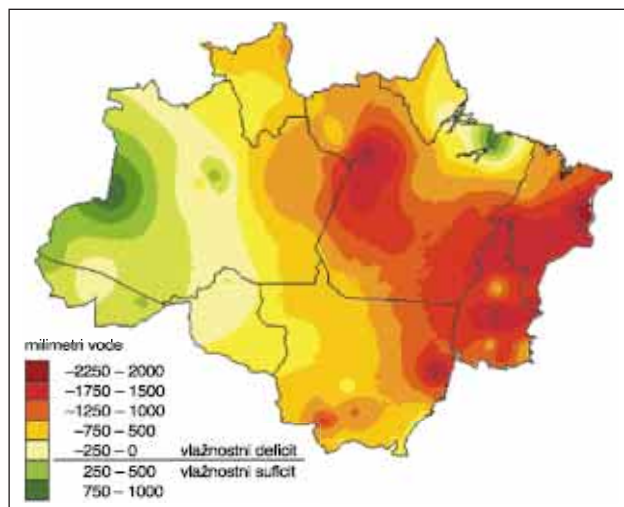 milimetri vode
−2250 – 2000
−1750 – 1500
−1250 – 1000
−750 – 500
−250 – 0 vlažnostni deficit
250 – 500 vlažnostni suficit
750 – 1000